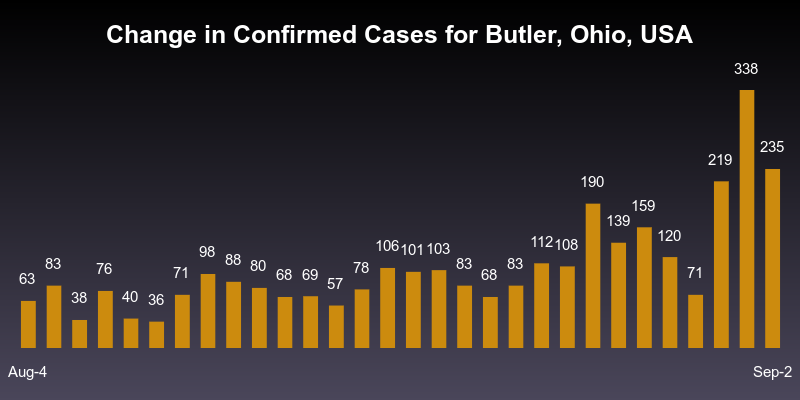 Change in Confirmed Cases for Butler, Ohio, USA
63 83 38 76 40 36 71 98 88 80 68 69 57 78 106 101 103 83 68 83 112 108 190 139 159 120 71 219 338 235
Aug-4 Sep-2